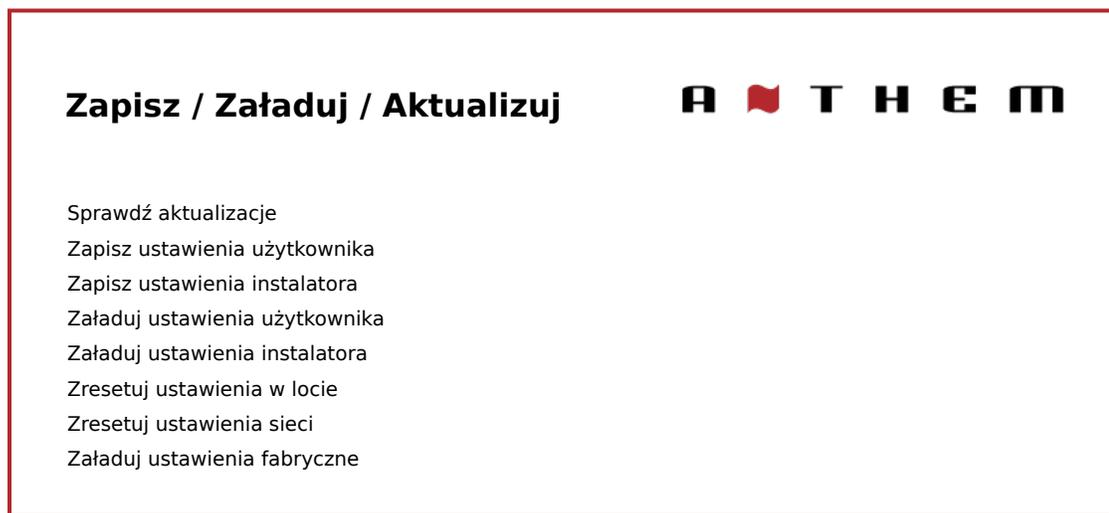 Zapisz / Załaduj / Aktualizuj
ANTHEM
Sprawdź aktualizacje
Zapisz ustawienia użytkownika
Zapisz ustawienia instalatora
Załaduj ustawienia użytkownika
Załaduj ustawienia instalatora
Zresetuj ustawienia w locie
Zresetuj ustawienia sieci
Załaduj ustawienia fabryczne